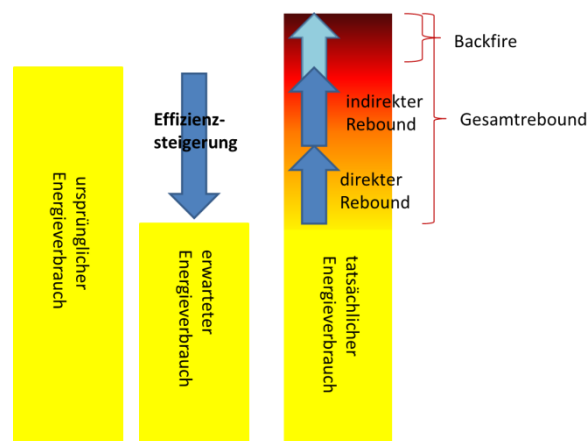 ursprünglicher
Energieverbrauch
Effizienz-
steigerung
erwarteter
Energieverbrauch
tatsächlicher
Energieverbrauch
indirekter
Rebound
direkter
Rebound
Backfire
Gesamtrebound